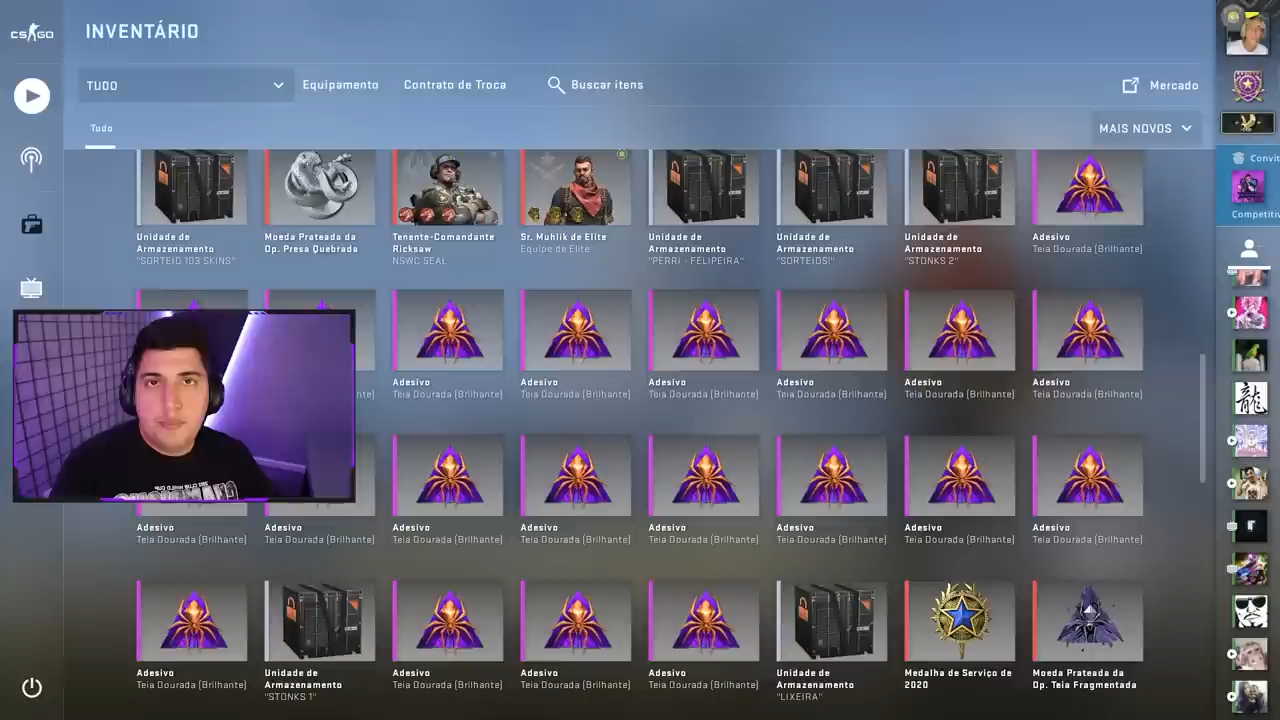 CS:GO
INVENTÁRIO
TUDO
Equipamento
Contrato de Troca
Buscar itens
Mercado
Tudo
MAIS NOVOS
Convit
Competitiv
Unidade de
Armazenamento
"SORTEIO 103 SKINS"
Moeda Prateada da
Op. Presa Quebrada
Tenente-Comandante
Ricksaw
NSWC SEAL
Sr. Muhlik de Elite
Equipe de Elite
Unidade de
Armazenamento
"PERRI - FELIPEIRA"
Unidade de
Armazenamento
"SORTEIOS!"
Unidade de
Armazenamento
"STONKS 2"
Adesivo
Teia Dourada (Brilhante)
nte)
Adesivo
Teia Dourada (Brilhante)
Adesivo
Teia Dourada (Brilhante)
Adesivo
Teia Dourada (Brilhante)
Adesivo
Teia Dourada (Brilhante)
Adesivo
Teia Dourada (Brilhante)
Adesivo
Teia Dourada (Brilhante)
Adesivo
Teia Dourada (Brilhante)
Adesivo
Teia Dourada (Brilhante)
Adesivo
Teia Dourada (Brilhante)
Adesivo
Teia Dourada (Brilhante)
Adesivo
Teia Dourada (Brilhante)
Adesivo
Teia Dourada (Brilhante)
Adesivo
Teia Dourada (Brilhante)
Adesivo
Teia Dourada (Brilhante)
Adesivo
Teia Dourada (Brilhante)
Unidade de
Armazenamento
"STONKS 1"
Adesivo
Teia Dourada (Brilhante)
Adesivo
Teia Dourada (Brilhante)
Adesivo
Teia Dourada (Brilhante)
Unidade de
Armazenamento
"LIXEIRA"
Medalha de Serviço de
2020
Moeda Prateada da
Op. Teia Fragmentada
龍